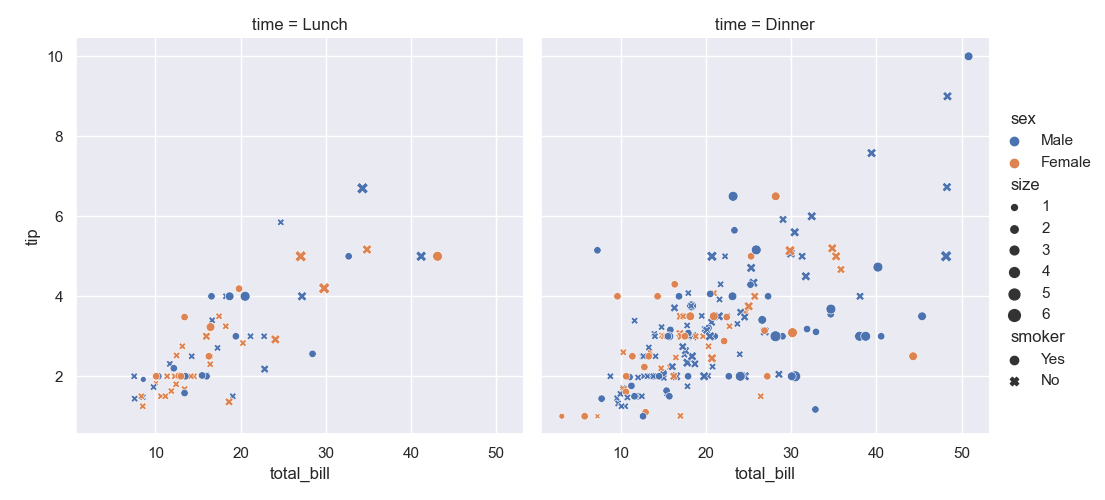 time = Lunch
time = Dinner
10
8
6
4
2
tip
10
20
30
40
50
total_bill
10
20
30
40
50
total_bill
sex
Male
Female
size
1
2
3
4
5
6
smoker
Yes
No